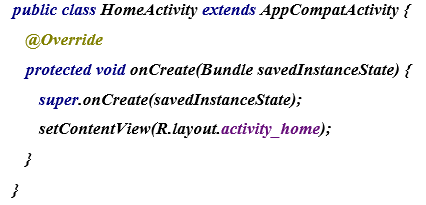 public class HomeActivity extends AppCompatActivity {
@Override
protected void onCreate(Bundle savedInstanceState) {
super.onCreate(savedInstanceState);
setContentView(R.layout.activity_home);
}
}